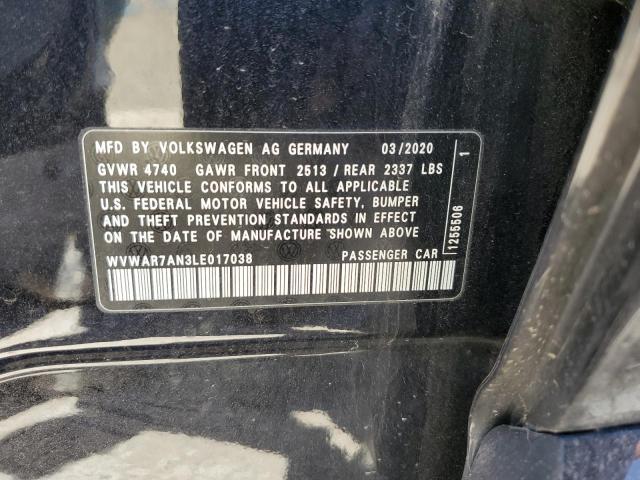 MFD BY VOLKSWAGEN AG GERMANY 03/2020
GVWR 4740 GAWR FRONT 2513 / REAR 2337 LBS
THIS VEHICLE CONFORMS TO ALL APPLICABLE
U.S. FEDERAL MOTOR VEHICLE SAFETY, BUMPER
AND THEFT PREVENTION STANDARDS IN EFFECT
ON THE DATE OF MANUFACTURE SHOWN ABOVE
WVWAR7AN3LE017038 PASSENGER CAR
1255506 1